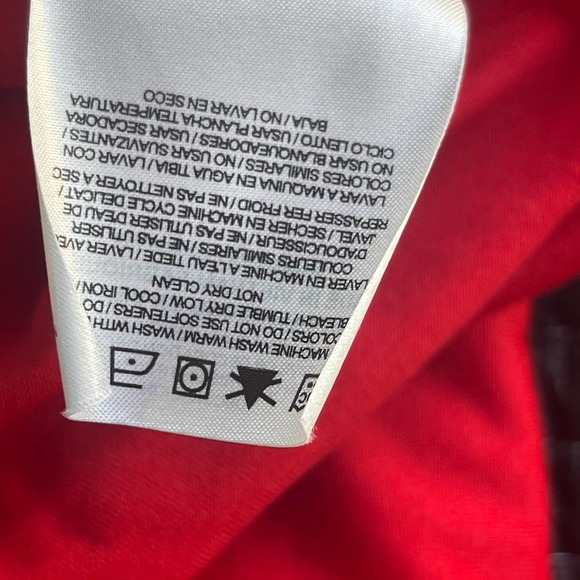 °C
MACHINE WASH WARM / WASH WITH
COLORS / DO NOT USE SOFTENERS / DO
BLEACH / TUMBLE DRY LOW / COOL IRON /
NOT DRY CLEAN
LAVER EN MACHINE A L'EAU TIEDE / LAVER AVE
COULEURS SIMILAIRES / NE PAS UTILISER
D'ADOUCISSEUR / NE PAS UTILISER D'EAU DE
JAVEL / SECHER EN MACHINE CYCLE DELICAT /
REPASSER FER FROID / NE PAS NETTOYER A SEC
LAVAR A MAQUINA EN AGUA TIBIA / LAVAR CON
COLORES SIMILARES / NO USAR SUAVIZANTES /
NO USAR BLANQUEADORES / USAR SECADORA
CICLO LENTO / USAR PLANCHA TEMPERATURA
BAJA / NO LAVAR EN SECO